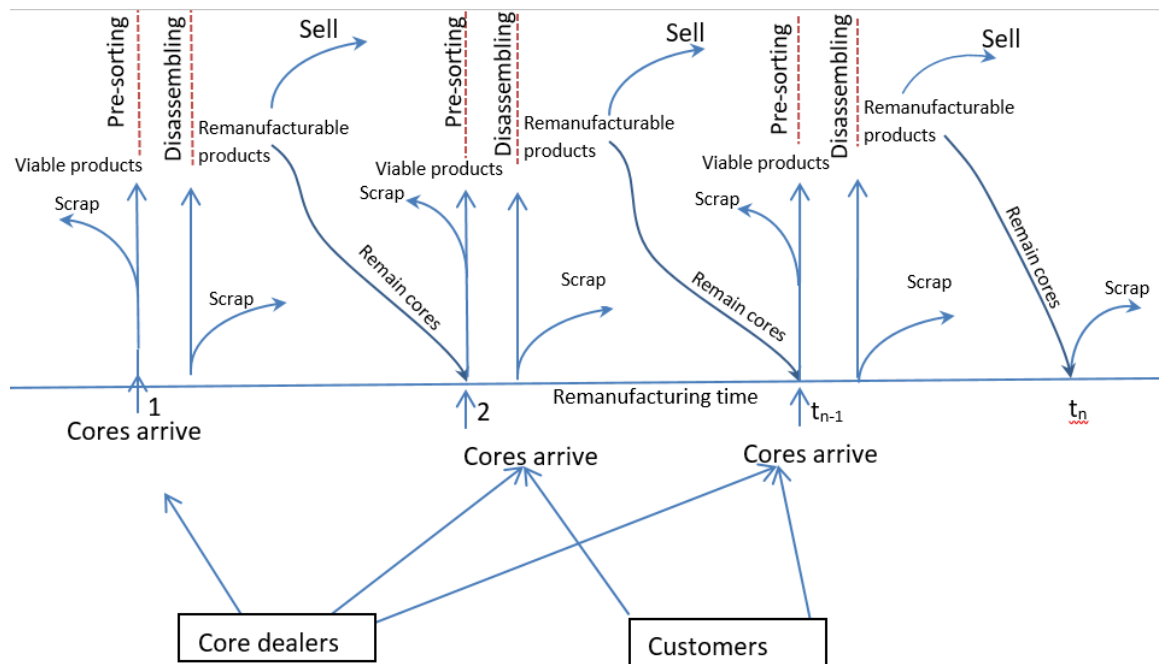 Pre-sorting
Disassembling
Sell
Remanufacturable
products
Viable products
Scrap
Scrap
Remain cores
Pre-sorting
Disassembling
Sell
Remanufacturable
products
Viable products
Scrap
Scrap
Remain cores
Pre-sorting
Disassembling
Sell
Remanufacturable
products
Viable products
Scrap
Scrap
Remain cores
Scrap
1
2
Remanufacturing time
tn-1
tn
Cores arrive
Cores arrive
Cores arrive
Core dealers
Customers